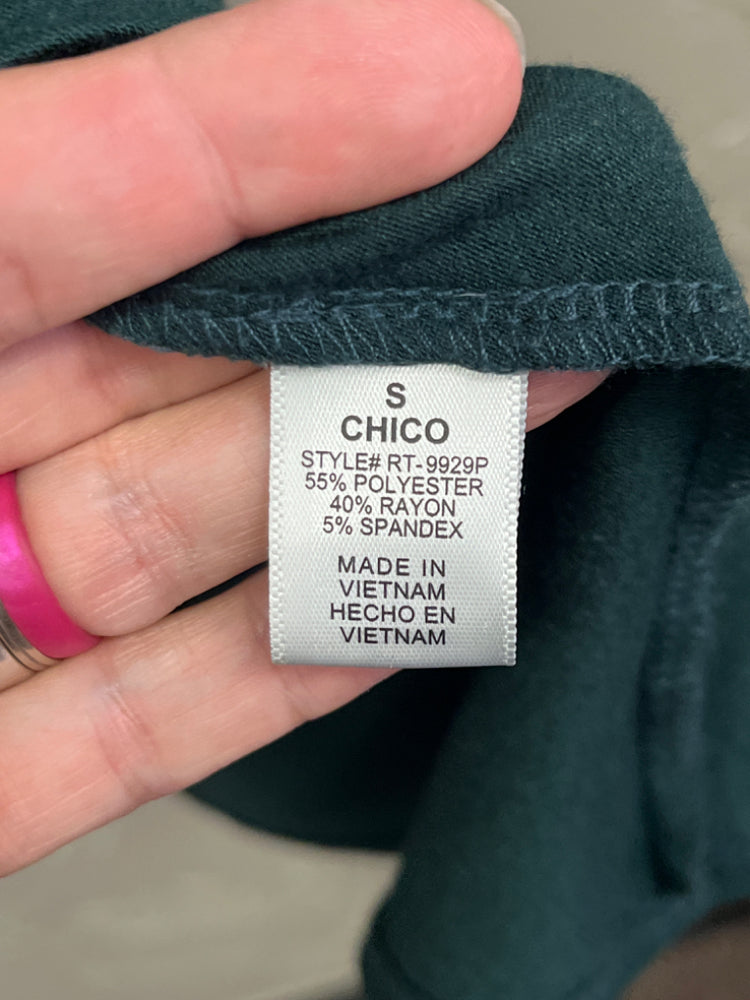 S
CHICO
STYLE# RT-9929P
55% POLYESTER
40% RAYON
5% SPANDEX
MADE IN
VIETNAM
HECHO EN
VIETNAM